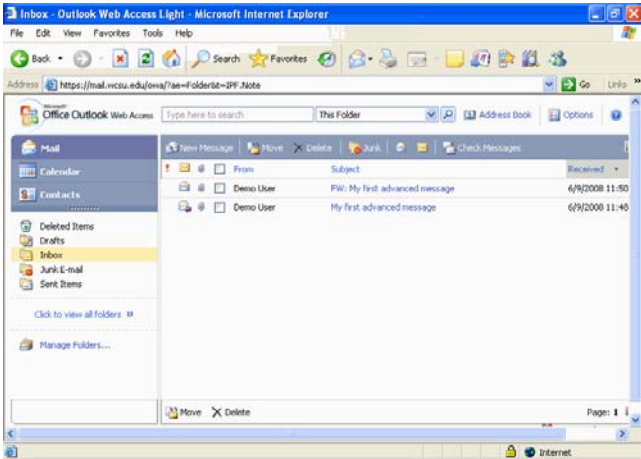 Inbox - Outlook Web Access Light - Microsoft Internet Explorer
File Edit View Favorites Tools Help
Back Search Favorites
Address https://mail.wcsu.edu/owa/?ae=Folder&t=IPF.Note Go Links »
Microsoft
Office Outlook Web Access Type here to search This Folder Address Book Options
Mail New Message Move Delete Junk Check Messages
Calendar ! From Subject Received
Contacts Demo User FW: My first advanced message 6/9/2008 11:50
Demo User My first advanced message 6/9/2008 11:48
Deleted Items
Drafts
Inbox
Junk E-mail
Sent Items
Click to view all folders
Manage Folders...
Move Delete Page: 1
Internet